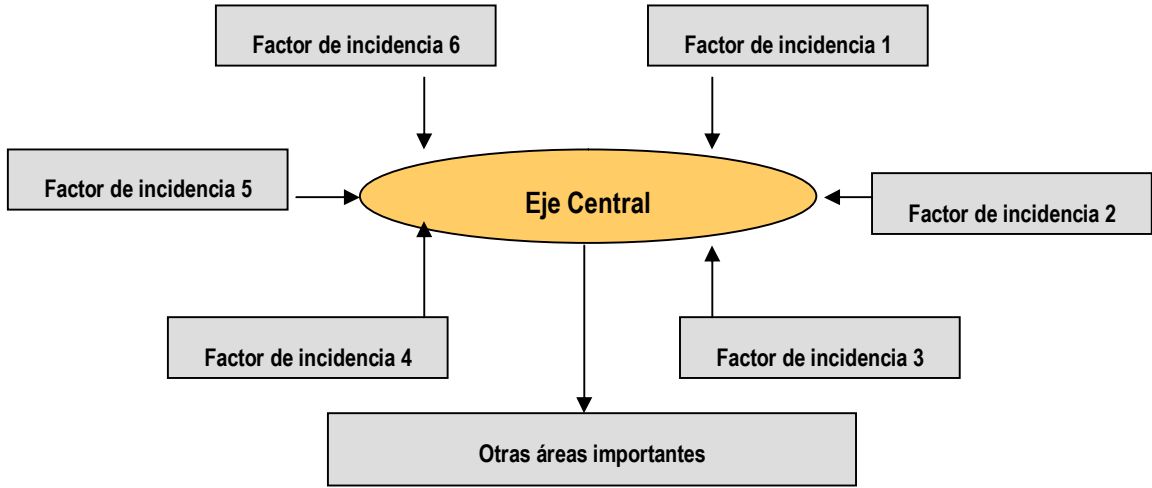 Factor de incidencia 6
Factor de incidencia 1
Factor de incidencia 5
Eje Central
Factor de incidencia 2
Factor de incidencia 4
Factor de incidencia 3
Otras áreas importantes